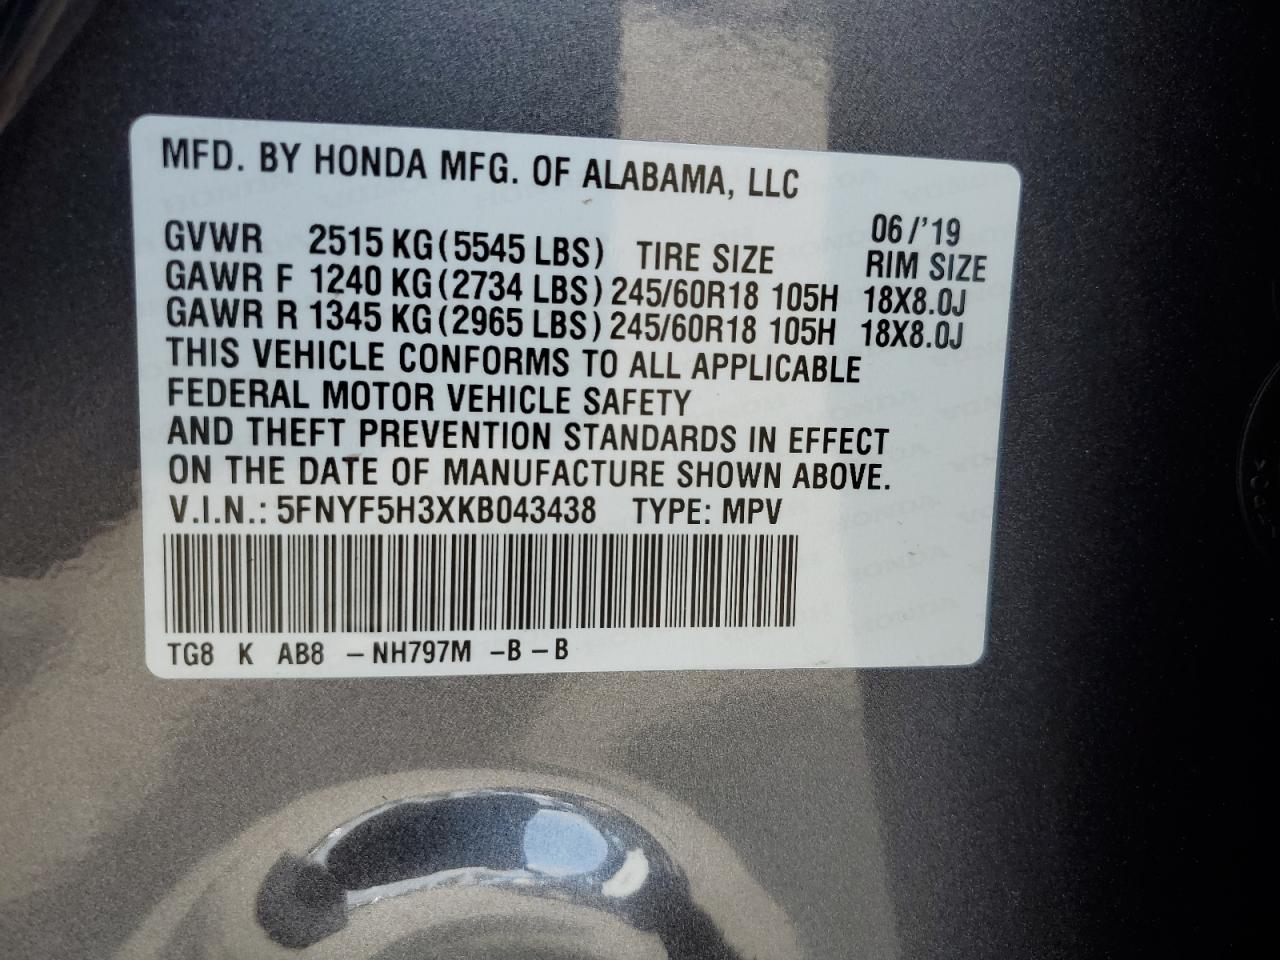 MFD. BY HONDA MFG. OF ALABAMA, LLC
06/'19
GVWR 2515 KG(5545 LBS) TIRE SIZE RIM SIZE
GAWR F 1240 KG(2734 LBS) 245/60R18 105H 18X8.0J
GAWR R 1345 KG(2965 LBS) 245/60R18 105H 18X8.0J
THIS VEHICLE CONFORMS TO ALL APPLICABLE
FEDERAL MOTOR VEHICLE SAFETY
AND THEFT PREVENTION STANDARDS IN EFFECT
ON THE DATE OF MANUFACTURE SHOWN ABOVE.
V.I.N.: 5FNYF5H3XKB043438 TYPE: MPV
TG8 K AB8 -NH797M -B-B